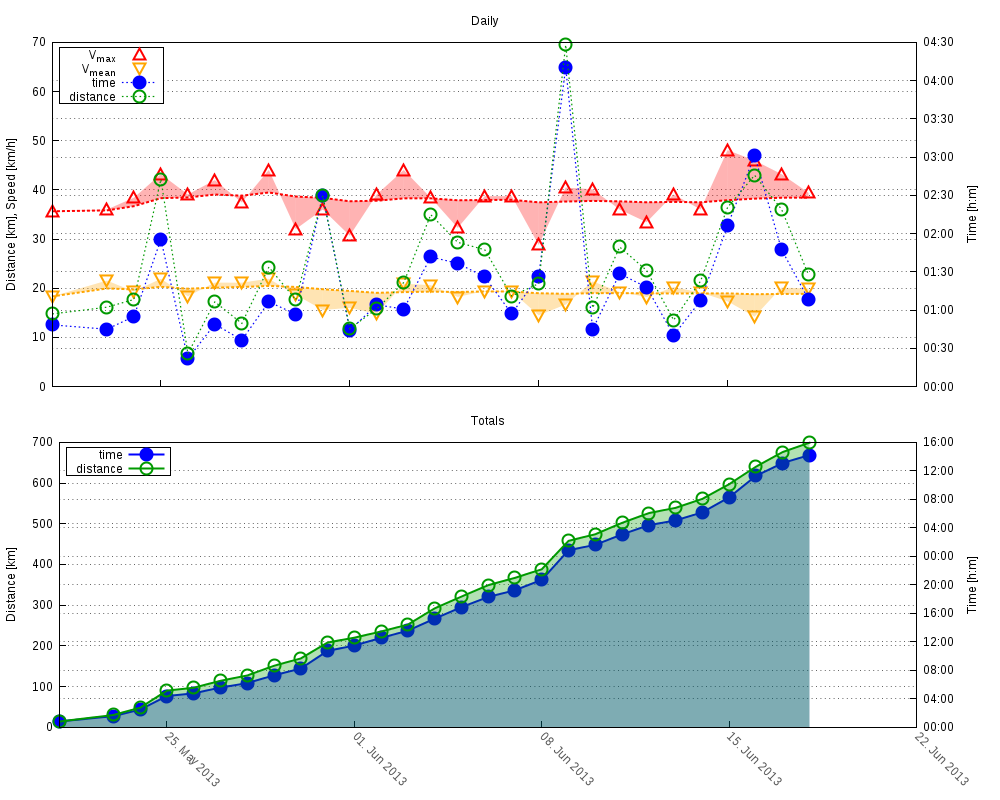 Daily
Distance [km], Speed [km/h]
70
60
50
40
30
20
10
0
Vmax
Vmean
time
distance
04:30
04:00
03:30
03:00
02:30
02:00
01:30
01:00
00:30
00:00
Time [h:m]
Totals
Distance [km]
700
600
500
400
300
200
100
0
time
distance
16:00
12:00
08:00
04:00
00:00
20:00
16:00
12:00
08:00
04:00
00:00
Time [h:m]
25. May 2013
01. Jun 2013
08. Jun 2013
15. Jun 2013
22. Jun 2013